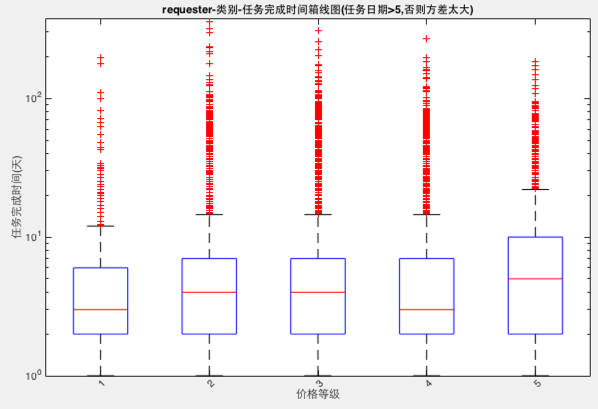 requester-类别-任务完成时间箱线图(任务日期>5,否则方差太大)
任务完成时间(天)
10²
10¹
10⁰
1 2 3 4 5
价格等级